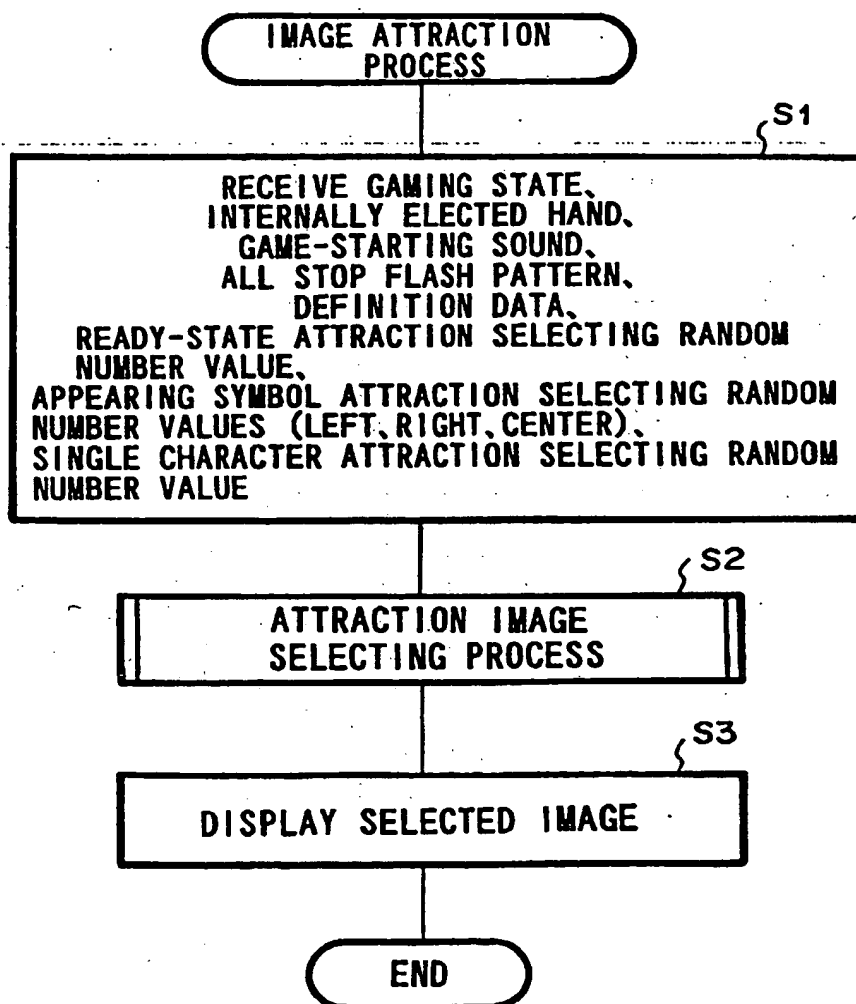 IMAGE ATTRACTION
PROCESS
S1
RECEIVE GAMING STATE、
INTERNALLY ELECTED HAND、
GAME-STARTING SOUND、
ALL STOP FLASH PATTERN、
DEFINITION DATA、
READY-STATE ATTRACTION SELECTING RANDOM
NUMBER VALUE、
APPEARING SYMBOL ATTRACTION SELECTING RANDOM
NUMBER VALUES (LEFT、RIGHT、CENTER)、
SINGLE CHARACTER ATTRACTION SELECTING RANDOM
NUMBER VALUE
S2
ATTRACTION IMAGE
SELECTING PROCESS
S3
DISPLAY SELECTED IMAGE
END